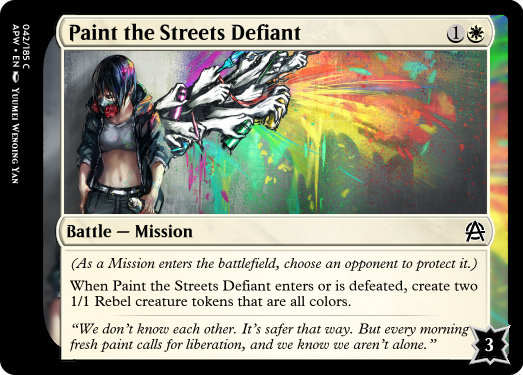 Paint the Streets Defiant
1
Battle — Mission
(As a Mission enters the battlefield, choose an opponent to protect it.)
When Paint the Streets Defiant enters or is defeated, create two
1/1 Rebel creature tokens that are all colors.
“We don’t know each other. It’s safer that way. But every morning
fresh paint calls for liberation, and we know we aren’t alone.”
3
042/185 C
APW • EN Yuumei Wenqing Yan